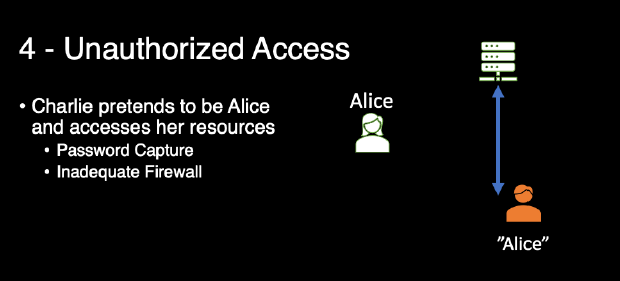 4 - Unauthorized Access
• Charlie pretends to be Alice
and accesses her resources
• Password Capture
• Inadequate Firewall
Alice
”Alice”